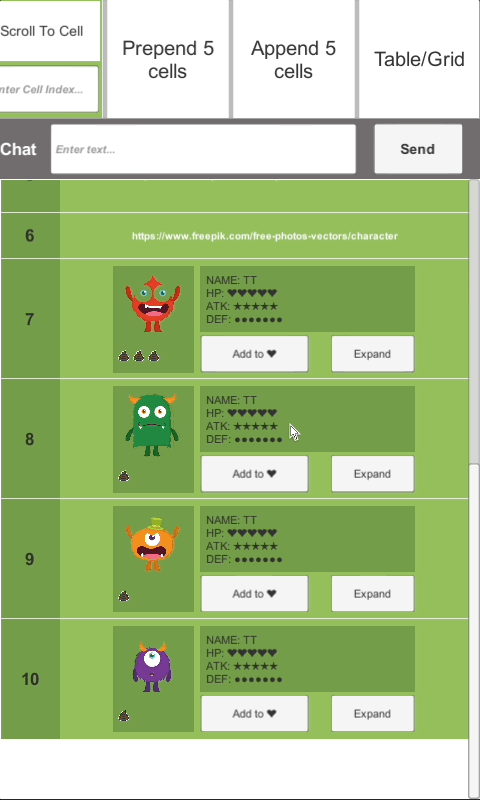 Scroll To Cell
nter Cell Index...
Prepend 5
cells
Append 5
cells
Table/Grid
Chat
Enter text...
Send
6
https://www.freepik.com/free-photos-vectors/character
7
NAME: TT
HP: ♥♥♥♥♥
ATK: ★★★★★
DEF: ●●●●●●●
Add to ♥
Expand
8
NAME: TT
HP: ♥♥♥♥♥
ATK: ★★★★★
DEF: ●●●●●●●
Add to ♥
Expand
9
NAME: TT
HP: ♥♥♥♥♥
ATK: ★★★★★
DEF: ●●●●●●●
Add to ♥
Expand
10
NAME: TT
HP: ♥♥♥♥♥
ATK: ★★★★★
DEF: ●●●●●●●
Add to ♥
Expand